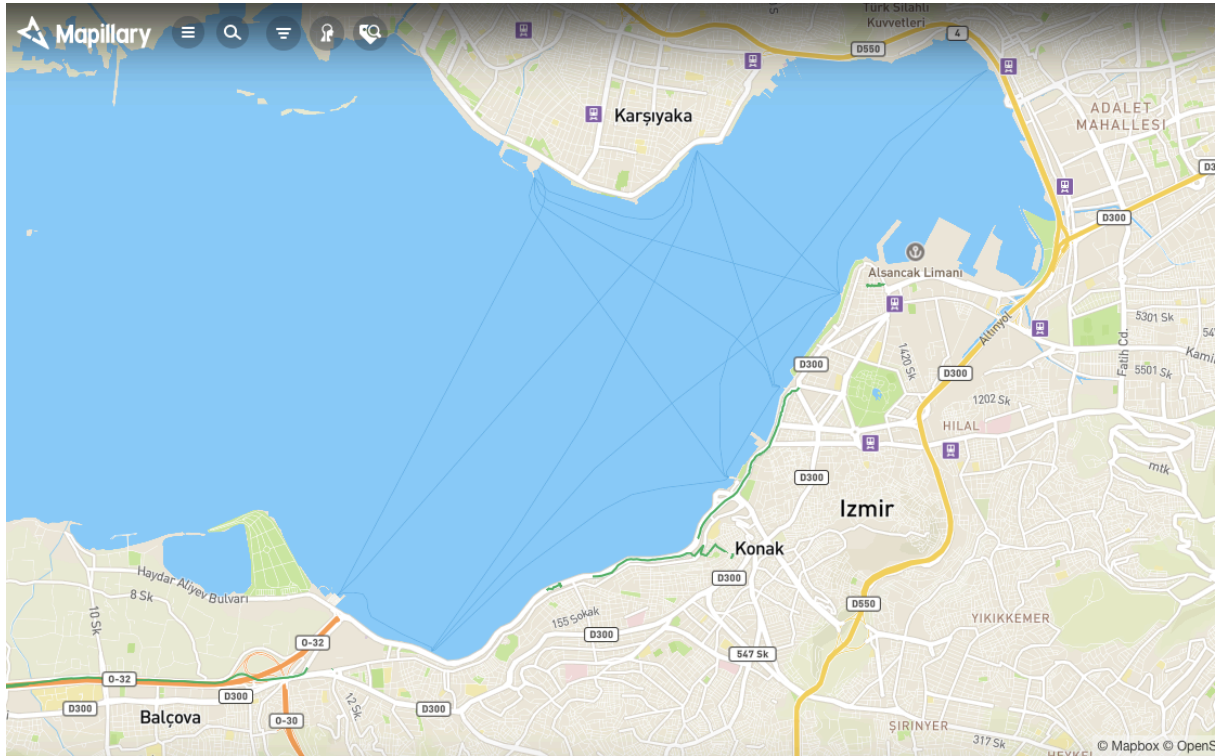 Mapillary
Türk Silahlı
Kuvvetleri
4
D550
Karşıyaka
ADALET
MAHALLESİ
D300
Alsancak Limanı
5301 Sk
Altınyol
1420 Sk
Fatih Cd.
D300
D300
5501 Sk
1202 Sk
HİLAL
mtk
D300
Izmir
Konak
Haydar Aliyev Bulvarı
8 Sk
D300
10 Sk
155 Sokak
D550
YIKIKKEMER
O-32
D300
547 Sk
O-32
D300
D300
12 Sk.
D300
Balçova
O-30
ŞİRİNYER
317 Sk
© Mapbox © OpenS